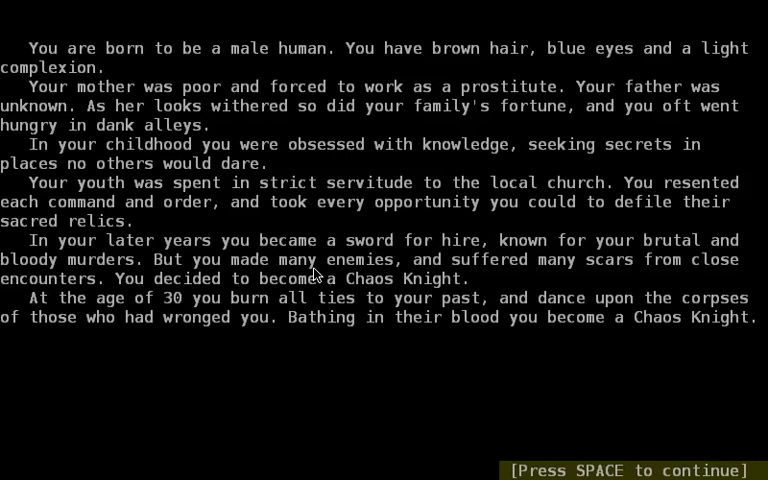 You are born to be a male human. You have brown hair, blue eyes and a light
complexion.
Your mother was poor and forced to work as a prostitute. Your father was
unknown. As her looks withered so did your family's fortune, and you oft went
hungry in dank alleys.
In your childhood you were obsessed with knowledge, seeking secrets in
places no others would dare.
Your youth was spent in strict servitude to the local church. You resented
each command and order, and took every opportunity you could to defile their
sacred relics.
In your later years you became a sword for hire, known for your brutal and
bloody murders. But you made many enemies, and suffered many scars from close
encounters. You decided to become a Chaos Knight.
At the age of 30 you burn all ties to your past, and dance upon the corpses
of those who had wronged you. Bathing in their blood you become a Chaos Knight.
[Press SPACE to continue]